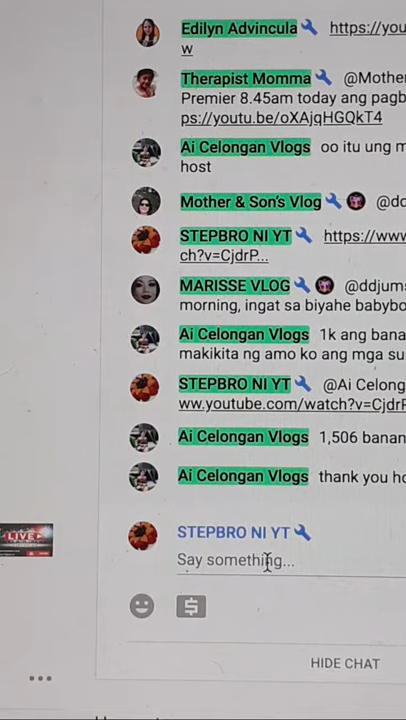 Edilyn Advincula https://you
w
Therapist Momma @Mothe
Premier 8.45am today ang pagb
ps://youtu.be/oXAjqHGQkT4
Ai Celongan Vlogs oo itu ung m
host
Mother & Son's Vlog @dd
STEPBRO NI YT https://www
ch?v=CjdrP...
MARISSE VLOG @ddjums
morning, ingat sa biyahe babybo
Ai Celongan Vlogs 1k ang bana
makikita ng amo ko ang mga su
STEPBRO NI YT @Ai Celong
ww.youtube.com/watch?v=Cjdr
Ai Celongan Vlogs 1,506 banan
Ai Celongan Vlogs thank you ho
LIVE
STEPBRO NI YT
Say something...
HIDE CHAT